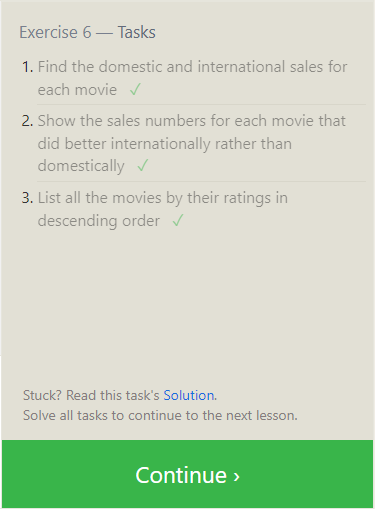 Exercise 6 — Tasks
1. Find the domestic and international sales for
each movie ✓
2. Show the sales numbers for each movie that
did better internationally rather than
domestically ✓
3. List all the movies by their ratings in
descending order ✓
Stuck? Read this task's Solution.
Solve all tasks to continue to the next lesson.
Continue ›